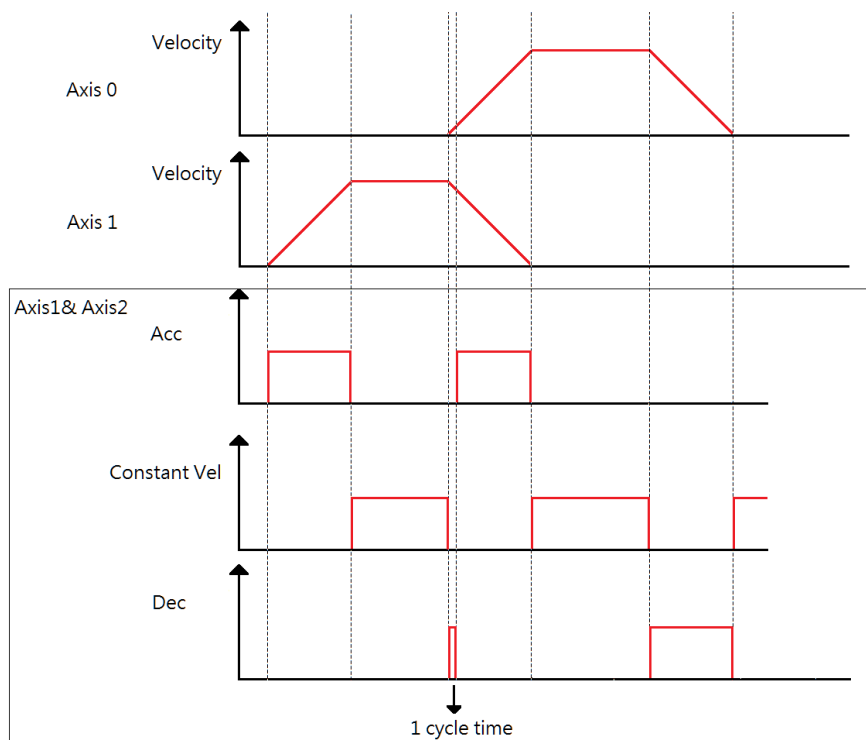 Velocity
Axis 0
Velocity
Axis 1
Axis1& Axis2
Acc
Constant Vel
Dec
1 cycle time